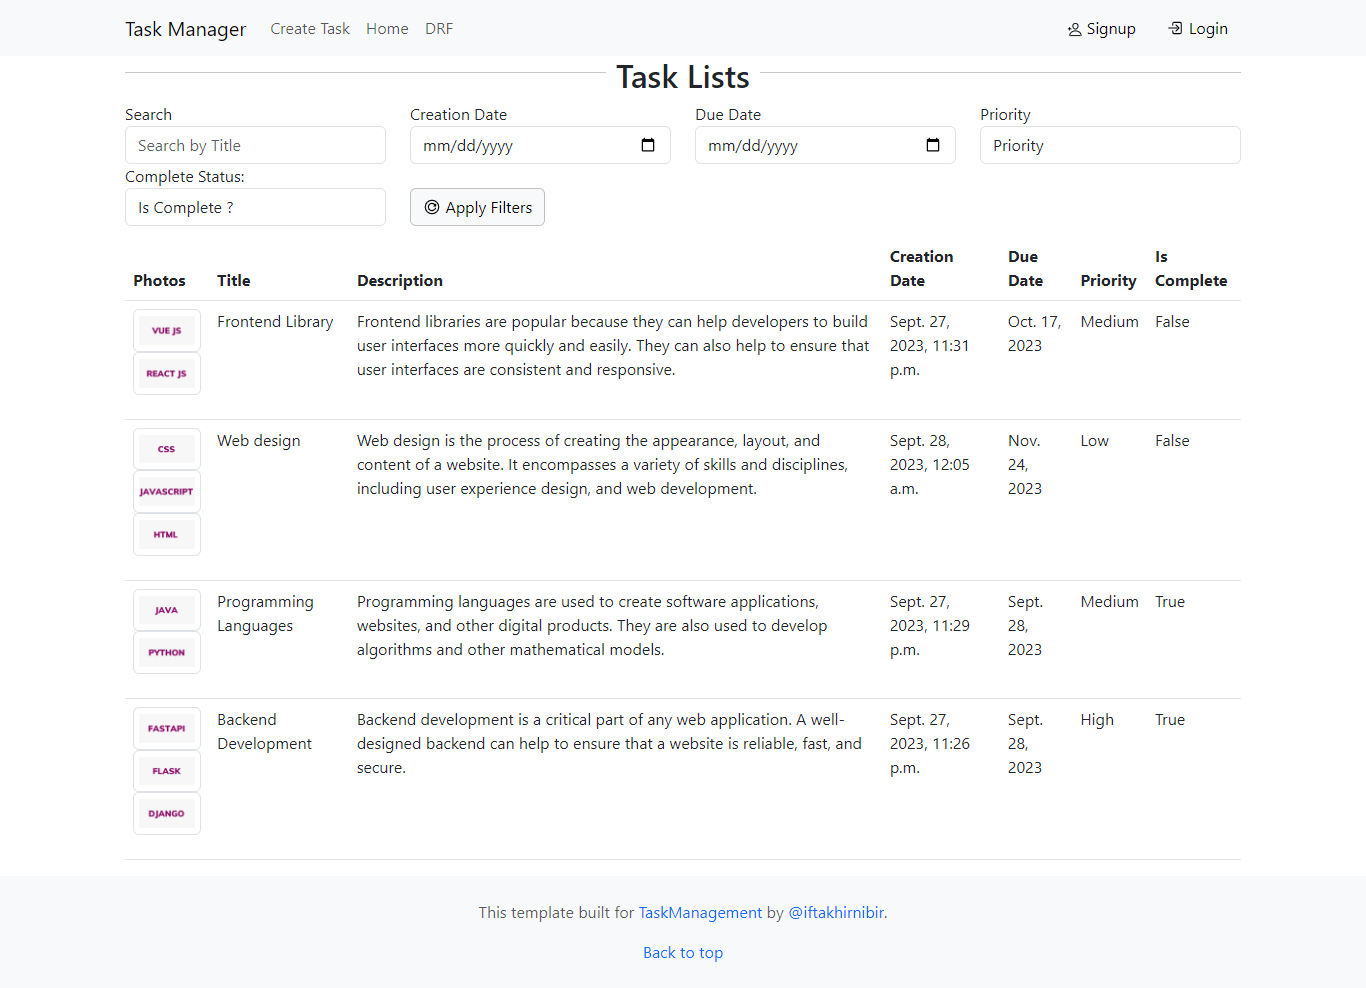 Task Manager Create Task Home DRF Signup Login
Task Lists
Search Creation Date Due Date Priority
Search by Title mm/dd/yyyy mm/dd/yyyy Priority
Complete Status:
Is Complete ? Apply Filters
Photos Title Description Creation Date Due Date Priority Is Complete
VUE JS
REACT JS
Frontend Library
Frontend libraries are popular because they can help developers to build
user interfaces more quickly and easily. They can also help to ensure that
user interfaces are consistent and responsive.
Sept. 27,
2023, 11:31
p.m.
Oct. 17,
2023
Medium
False
CSS
JAVASCRIPT
HTML
Web design
Web design is the process of creating the appearance, layout, and
content of a website. It encompasses a variety of skills and disciplines,
including user experience design, and web development.
Sept. 28,
2023, 12:05
a.m.
Nov.
24,
2023
Low
False
JAVA
PYTHON
Programming
Languages
Programming languages are used to create software applications,
websites, and other digital products. They are also used to develop
algorithms and other mathematical models.
Sept. 27,
2023, 11:29
p.m.
Sept.
28,
2023
Medium
True
FASTAPI
FLASK
DJANGO
Backend
Development
Backend development is a critical part of any web application. A well-
designed backend can help to ensure that a website is reliable, fast, and
secure.
Sept. 27,
2023, 11:26
p.m.
Sept.
28,
2023
High
True
This template built for TaskManagement by @iftakhirnibir.
Back to top